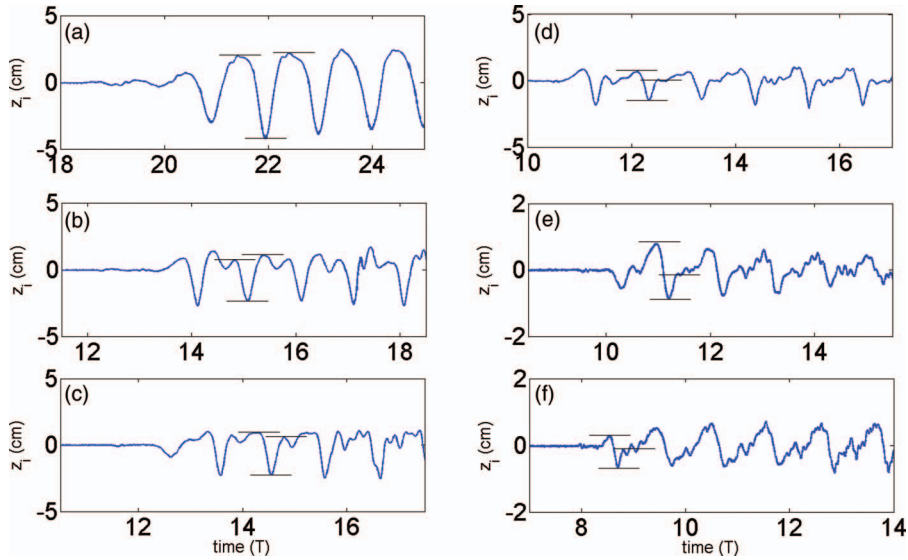 (a)
z_i (cm)
5
0
-5
18 20 22 24
(b)
z_i (cm)
5
0
-5
12 14 16 18
(c)
z_i (cm)
5
0
-5
12 14 16
time (T)
(d)
z_i (cm)
5
0
-5
10 12 14 16
(e)
z_i (cm)
2
0
-2
10 12 14
(f)
z_i (cm)
2
0
-2
8 10 12 14
time (T)